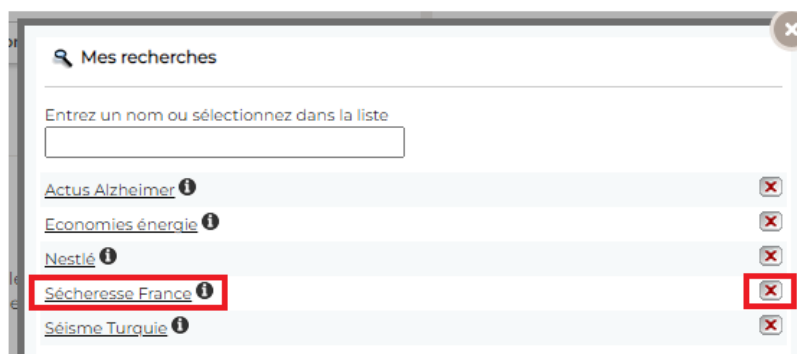 Mes recherches
Entrez un nom ou sélectionnez dans la liste
Actus Alzheimer
Economies énergie
Nestlé
Sécheresse France
Séisme Turquie